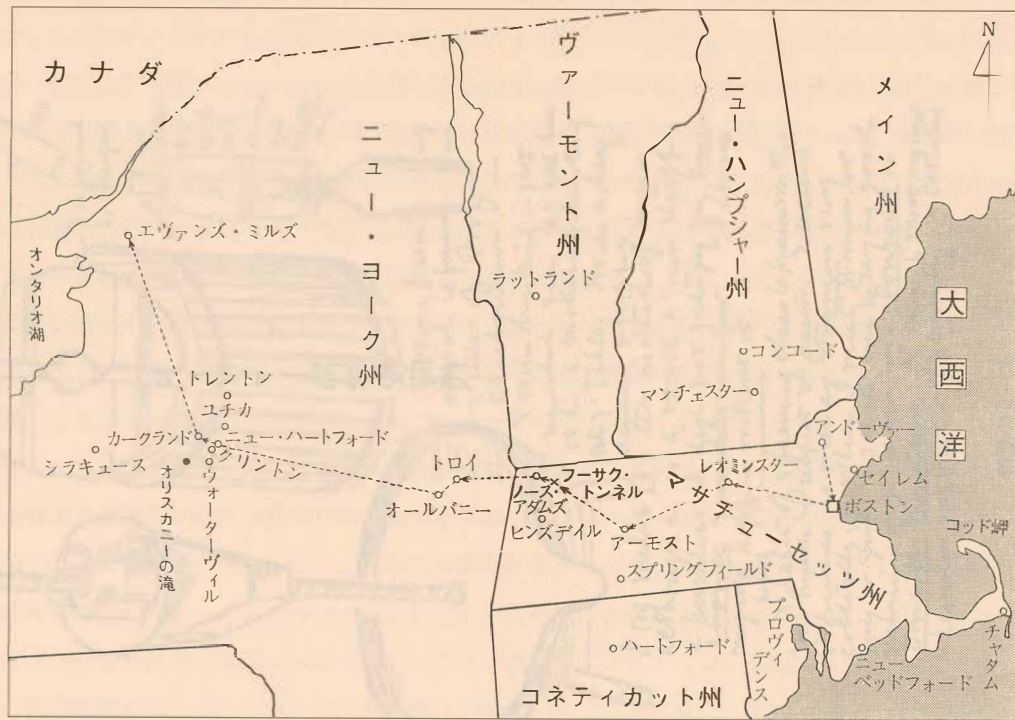 カナダ
ニュー・ヨーク州
ヴァーモント州
ニュー・ハンプシャー州
メイン州
N
エヴァンズ・ミルズ
オンタリオ湖
ラットランド
大西洋
コンコード
マンチェスター
トレントン
ユチカ
カークランド
ニュー・ハートフォード
クリントン
シラキュース
オリスカニーの滝
ウォーターヴィル
トロイ
オールバニー
フーサク・トンネル
ノース・アダムズ
ヒンズデイル
レオミンスター
アンドーヴァー
セイレム
ボストン
マサチューセッツ州
アーモスト
スプリングフィールド
コッド岬
チャタム
ハートフォード
プロヴィデンス
ニューベッドフォード
コネティカット州